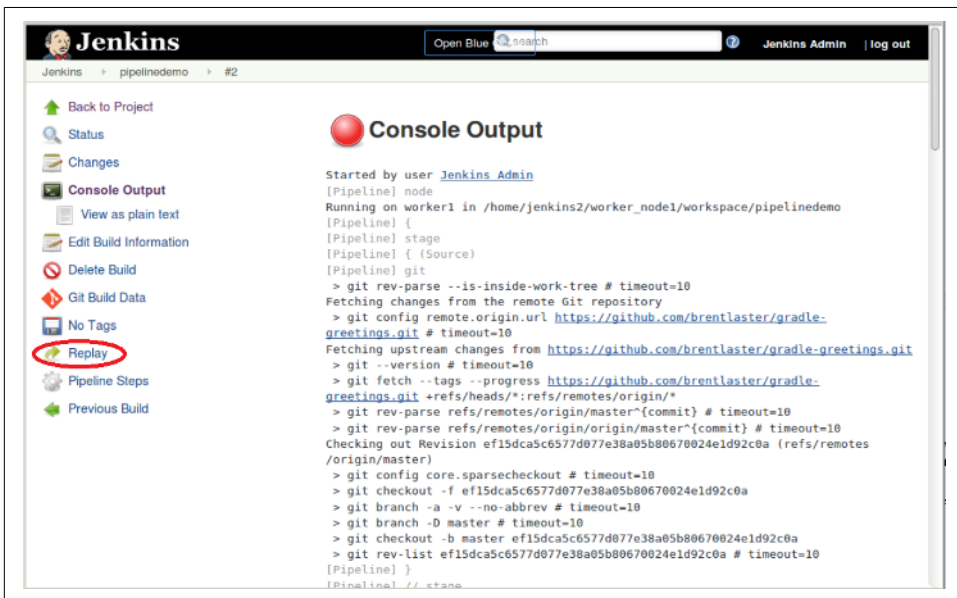 Jenkins
Open Blue search
Jenkins Admin | log out
Jenkins pipelinedemo #2
Back to Project
Status
Changes
Console Output
View as plain text
Edit Build Information
Delete Build
Git Build Data
No Tags
Replay
Pipeline Steps
Previous Build
Console Output
Started by user Jenkins Admin
[Pipeline] node
Running on worker1 in /home/jenkins2/worker_node1/workspace/pipelinedemo
[Pipeline] {
[Pipeline] stage
[Pipeline] { (Source)
[Pipeline] git
> git rev-parse --is-inside-work-tree # timeout=10
Fetching changes from the remote Git repository
> git config remote.origin.url https://github.com/brentlaster/gradle-
greetings.git # timeout=10
Fetching upstream changes from https://github.com/brentlaster/gradle-greetings.git
> git --version # timeout=10
> git fetch --tags --progress https://github.com/brentlaster/gradle-
greetings.git +refs/heads/*:refs/remotes/origin/*
> git rev-parse refs/remotes/origin/master^{commit} # timeout=10
> git rev-parse refs/remotes/origin/origin/master^{commit} # timeout=10
Checking out Revision ef15dca5c6577d077e38a05b80670024e1d92c0a (refs/remotes
/origin/master)
> git config core.sparsecheckout # timeout=10
> git checkout -f ef15dca5c6577d077e38a05b80670024e1d92c0a
> git branch -a -v --no-abbrev # timeout=10
> git branch -D master # timeout=10
> git checkout -b master ef15dca5c6577d077e38a05b80670024e1d92c0a
> git rev-list ef15dca5c6577d077e38a05b80670024e1d92c0a # timeout=10
[Pipeline] }
[Pipeline] // stage